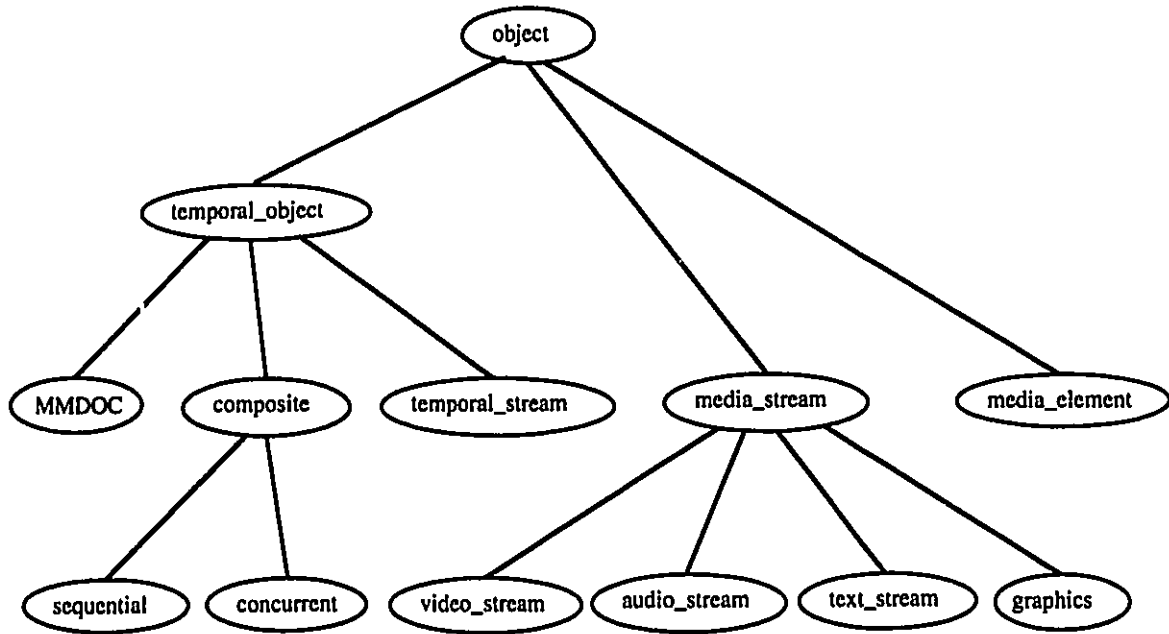 object
temporal_object
MMDOC
composite
temporal_stream
media_stream
media_element
sequential
concurrent
video_stream
audio_stream
text_stream
graphics